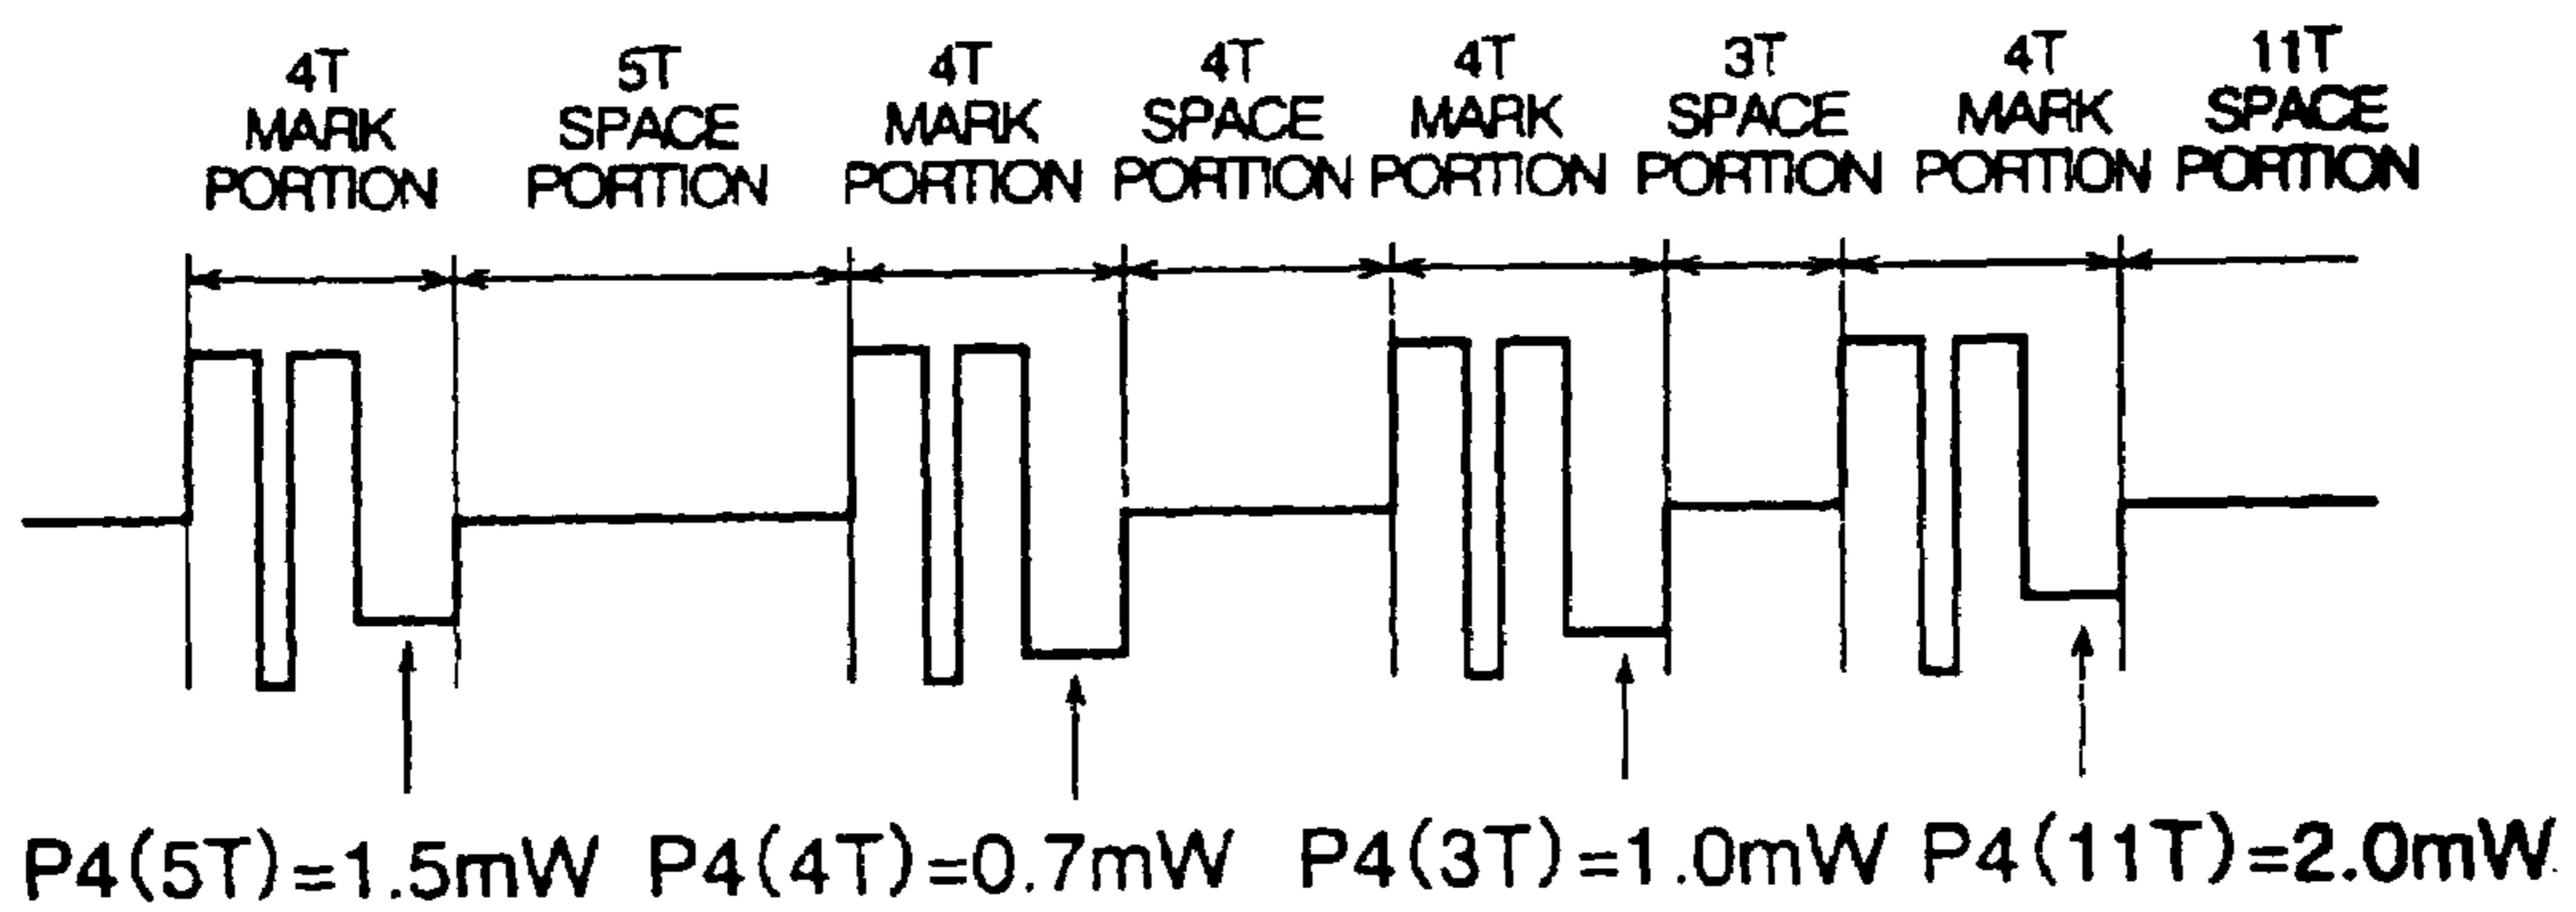 4T 5T 4T 4T 4T 3T 4T 11T
MARK SPACE MARK SPACE MARK SPACE MARK SPACE
PORTION PORTION PORTION PORTION PORTION PORTION PORTION PORTION
P4(5T)=1.5mW P4(4T)=0.7mW P4(3T)=1.0mW P4(11T)=2.0mW